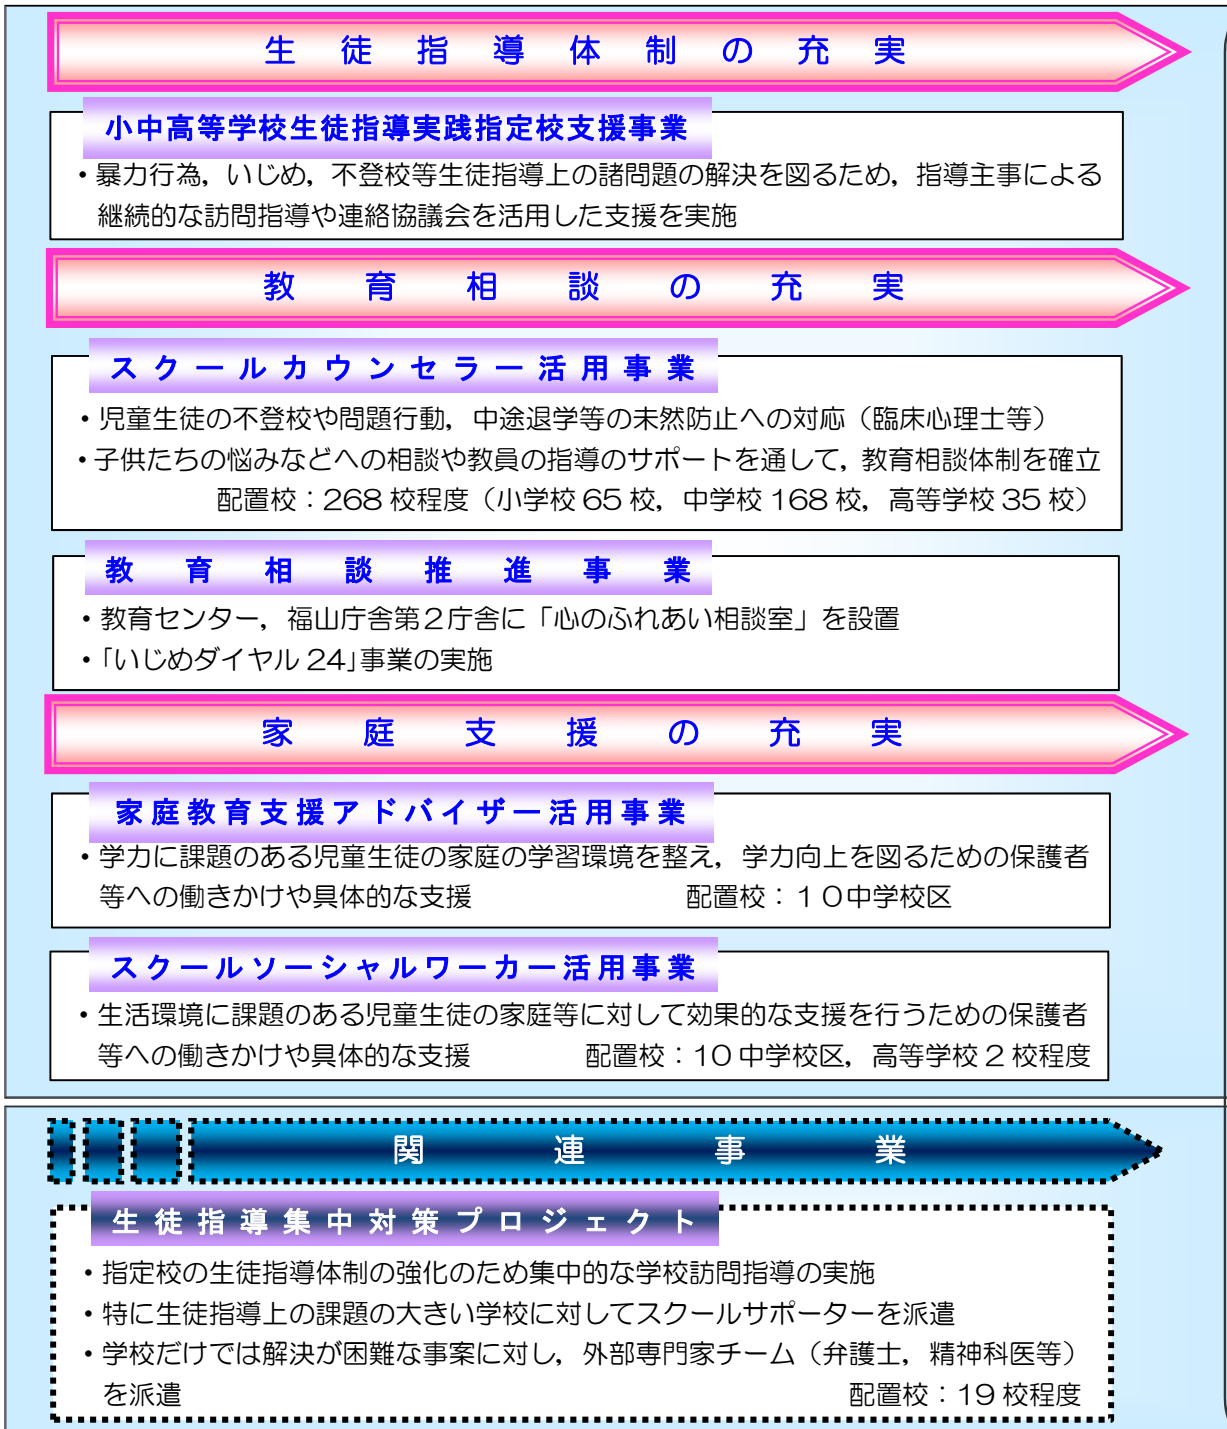 生徒指導体制の充実
小中高等学校生徒指導実践指定校支援事業
・暴力行為，いじめ，不登校等生徒指導上の諸問題の解決を図るため，指導主事による
継続的な訪問指導や連絡協議会を活用した支援を実施
教育相談の充実
スクールカウンセラー活用事業
・児童生徒の不登校や問題行動，中途退学等の未然防止への対応（臨床心理士等）
・子供たちの悩みなどへの相談や教員の指導のサポートを通して，教育相談体制を確立
配置校：268校程度（小学校65校，中学校168校，高等学校35校）
教育相談推進事業
・教育センター，福山庁舎第２庁舎に「心のふれあい相談室」を設置
・「いじめダイヤル24」事業の実施
家庭支援の充実
家庭教育支援アドバイザー活用事業
・学力に課題のある児童生徒の家庭の学習環境を整え，学力向上を図るための保護者
等への働きかけや具体的な支援　配置校：１０中学校区
スクールソーシャルワーカー活用事業
・生活環境に課題のある児童生徒の家庭等に対して効果的な支援を行うための保護者
等への働きかけや具体的な支援　配置校：10中学校区，高等学校２校程度
関連事業
生徒指導集中対策プロジェクト
・指定校の生徒指導体制の強化のため集中的な学校訪問指導の実施
・特に生徒指導上の課題の大きい学校に対してスクールサポーターを派遣
・学校だけでは解決が困難な事案に対し，外部専門家チーム（弁護士，精神科医等）
を派遣　配置校：19校程度